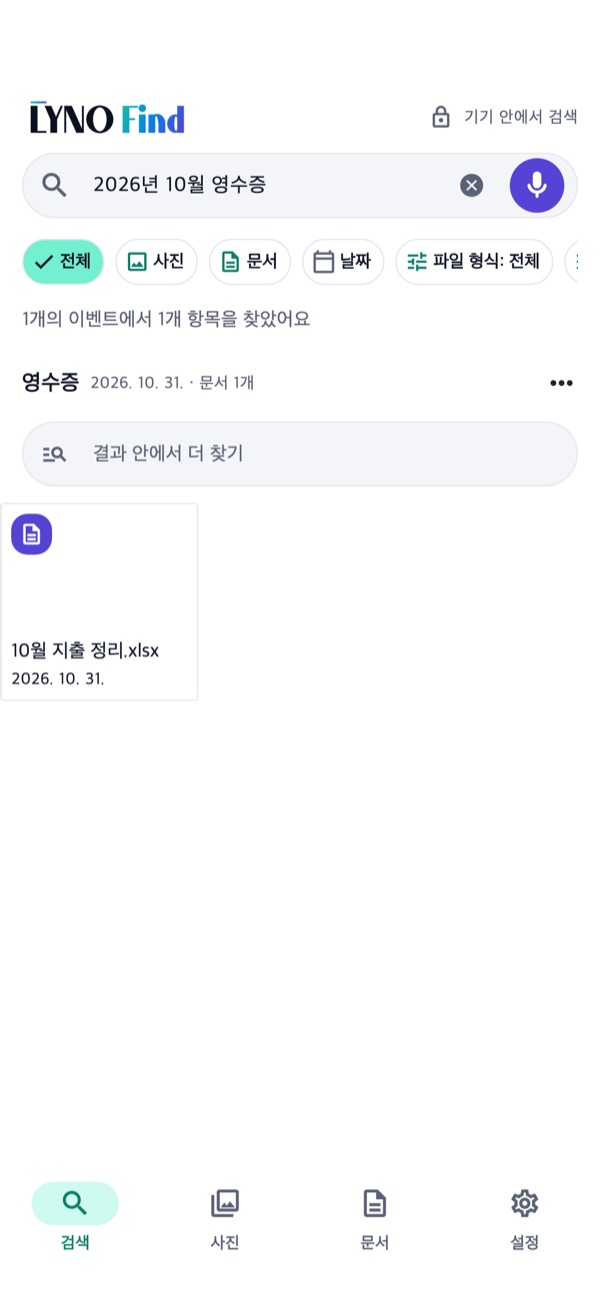 LYNO Find
기기 안에서 검색
2026년 10월 영수증
전체 사진 문서 날짜 파일 형식: 전체
1개의 이벤트에서 1개 항목을 찾았어요
영수증 2026. 10. 31. · 문서 1개
결과 안에서 더 찾기
10월 지출 정리.xlsx
2026. 10. 31.
검색 사진 문서 설정